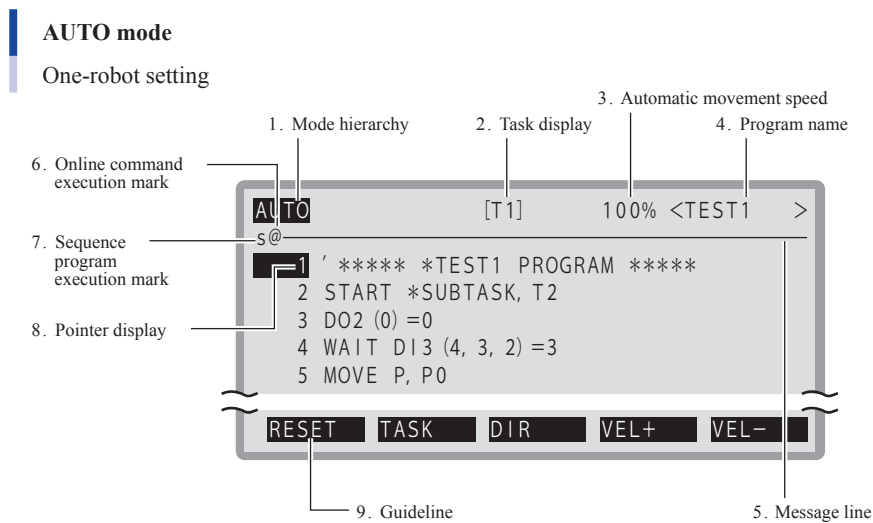 AUTO mode
One-robot setting
3. Automatic movement speed
1. Mode hierarchy
2. Task display
4. Program name
6. Online command
execution mark
7. Sequence
program
execution mark
8. Pointer display
AUTO [T1] 100% <TEST1 >
s@
1 ′ ***** *TEST1 PROGRAM *****
2 START *SUBTASK, T2
3 DO2 (0) =0
4 WAIT DI3 (4, 3, 2) =3
5 MOVE P, P0
RESET TASK DIR VEL+ VEL−
9. Guideline
5. Message line